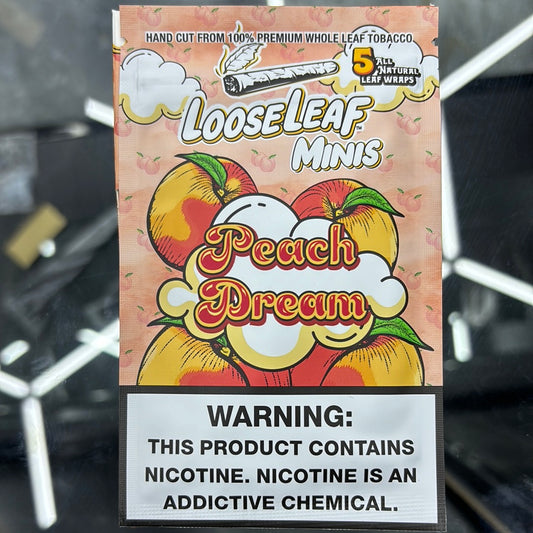 HAND CUT FROM 100% PREMIUM WHOLE LEAF TOBACCO
5 ALL
NATURAL
LEAF WRAPS
LOOSELEAF™
MINIS
Peach
Dream
WARNING:
THIS PRODUCT CONTAINS
NICOTINE. NICOTINE IS AN
ADDICTIVE CHEMICAL.